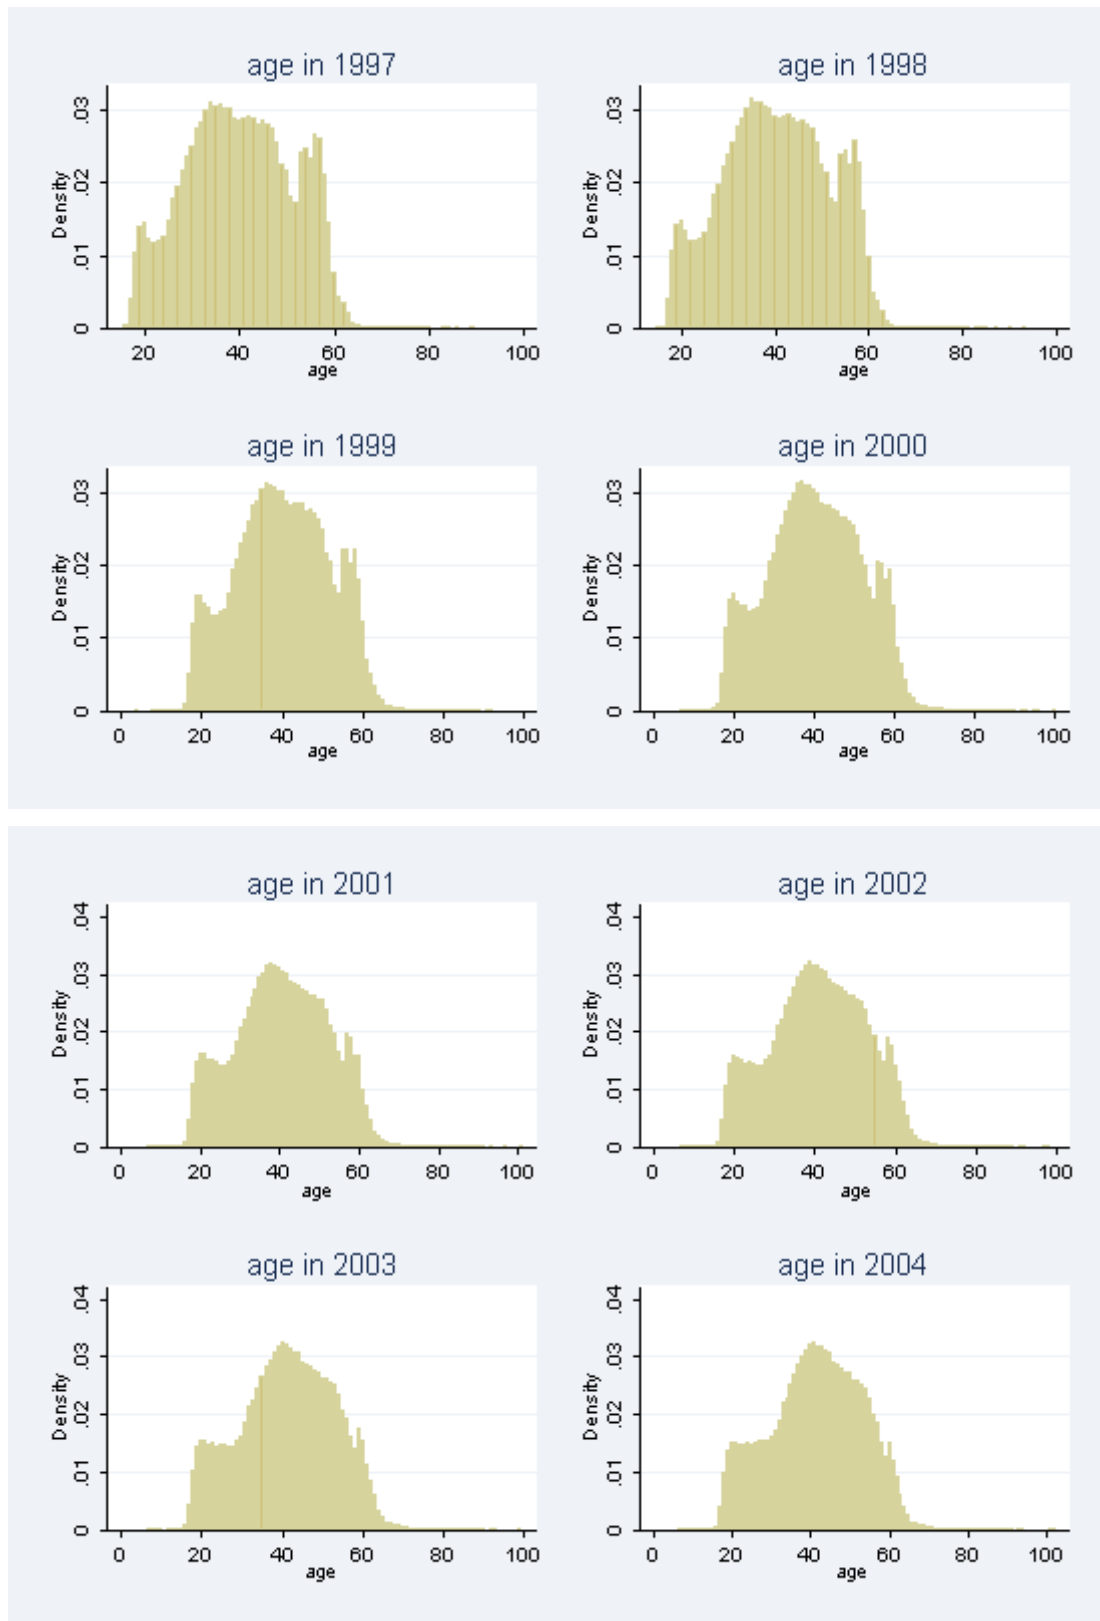 age in 1997
Density
0 .01 .02 .03
20 40 60 80 100
age
age in 1998
Density
0 .01 .02 .03
20 40 60 80 100
age
age in 1999
Density
0 .01 .02 .03
0 20 40 60 80 100
age
age in 2000
Density
0 .01 .02 .03
0 20 40 60 80 100
age
age in 2001
Density
0 .01 .02 .03 .04
0 20 40 60 80 100
age
age in 2002
Density
0 .01 .02 .03 .04
0 20 40 60 80 100
age
age in 2003
Density
0 .01 .02 .03 .04
0 20 40 60 80 100
age
age in 2004
Density
0 .01 .02 .03 .04
0 20 40 60 80 100
age